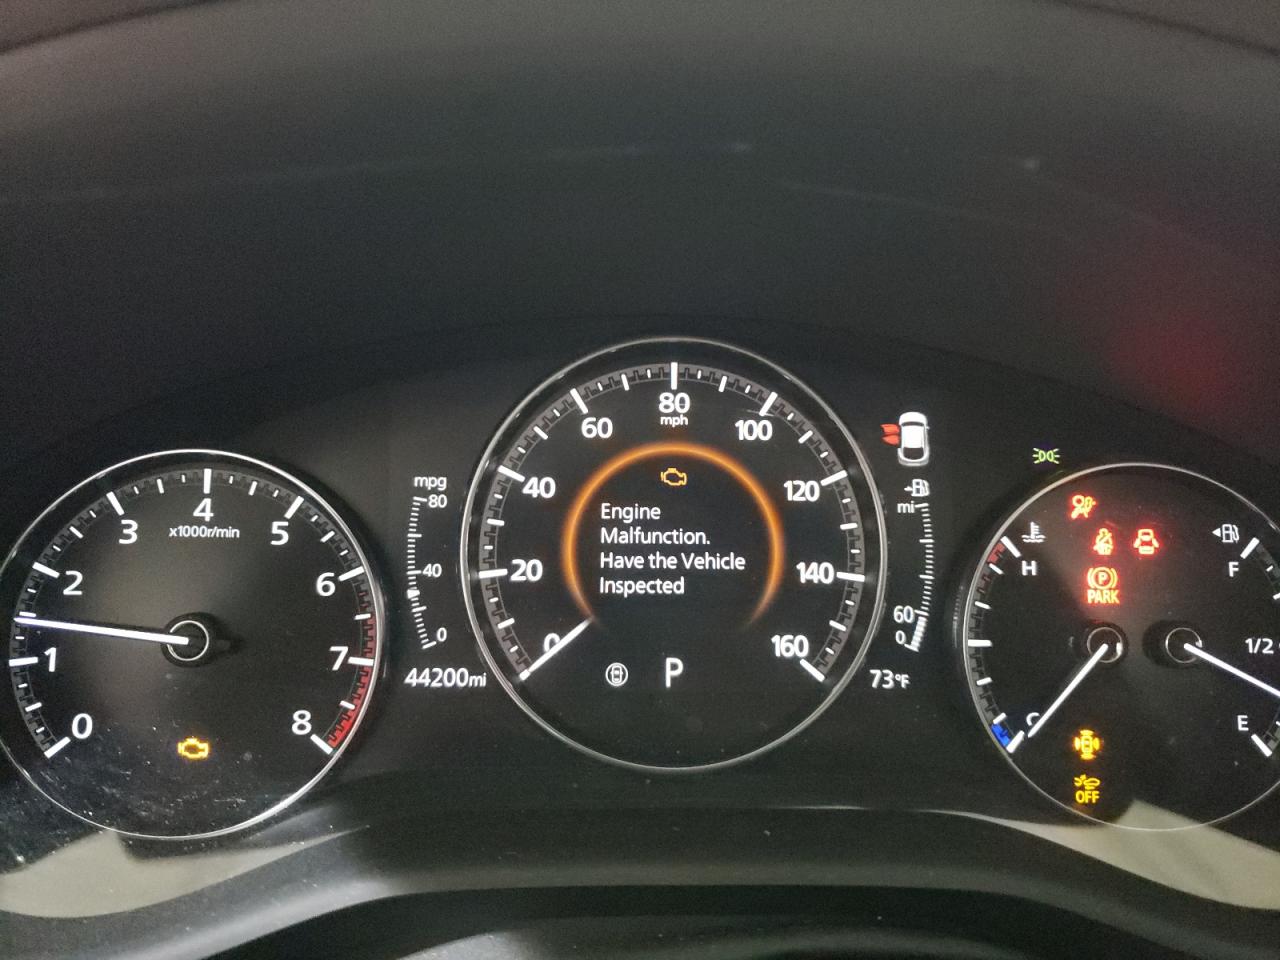 0
1
2
3
4
5
6
7
8
x1000r/min
mpg
80
40
0
44200mi
0
20
40
60
80
mph
100
120
140
160
Engine
Malfunction.
Have the Vehicle
Inspected
P
mi
60
0
73°F
H
C
P
PARK
OFF
F
1/2
E